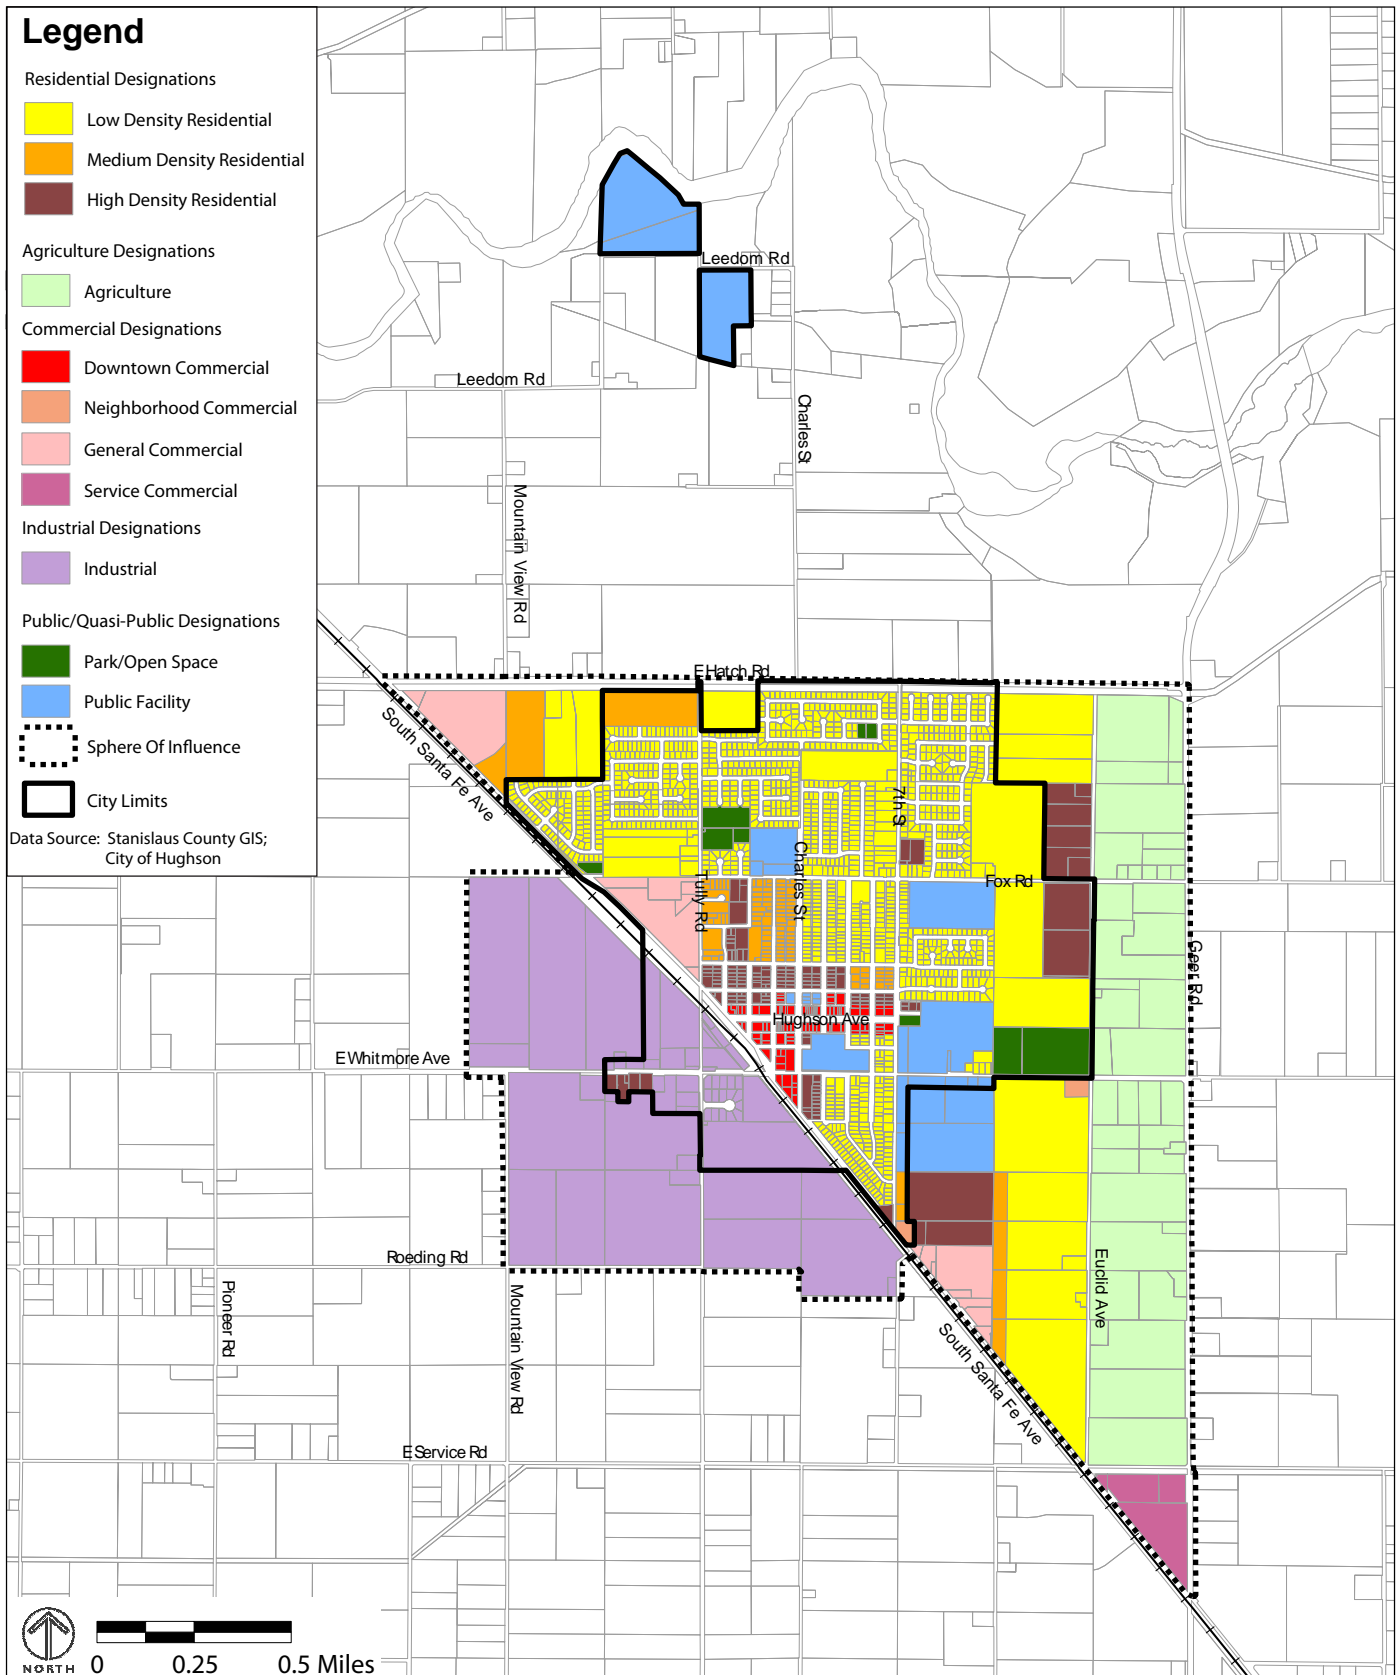 Legend
Residential Designations
Low Density Residential
Medium Density Residential
High Density Residential
Agriculture Designations
Agriculture
Commercial Designations
Downtown Commercial
Neighborhood Commercial
General Commercial
Service Commercial
Industrial Designations
Industrial
Public/Quasi-Public Designations
Park/Open Space
Public Facility
Sphere Of Influence
City Limits
Data Source: Stanislaus County GIS;
City of Hughson
Leedom Rd
Leedom Rd
Charles St
Mountain View Rd
E Hatch Rd
South Santa Fe Ave
7th St
Charles St
Tully Rd
Fox Rd
Geer Rd
Hughson Ave
E Whitmore Ave
Roeding Rd
Pioneer Rd
Mountain View Rd
Euclid Ave
South Santa Fe Ave
E Service Rd
NORTH
0 0.25 0.5 Miles